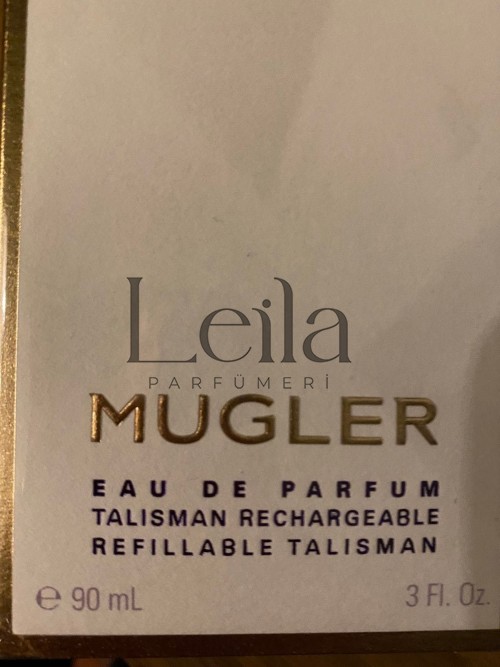 Leila
PARFÜMERİ
MUGLER
EAU DE PARFUM
TALISMAN RECHARGEABLE
REFILLABLE TALISMAN
℮ 90 mL 3 Fl. Oz.